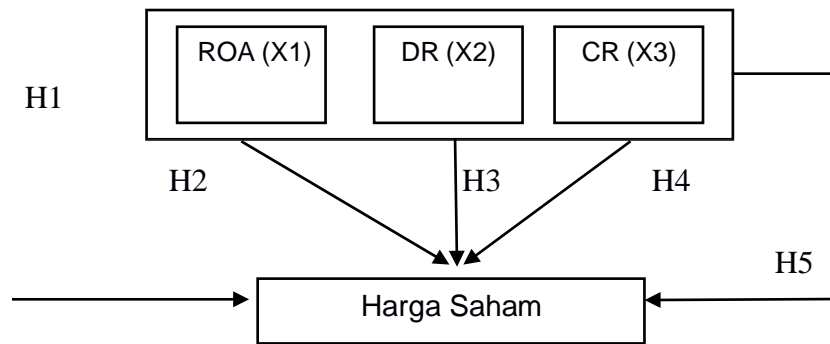 ROA (X1) DR (X2) CR (X3)
H1
H2 H3 H4
H5
Harga Saham